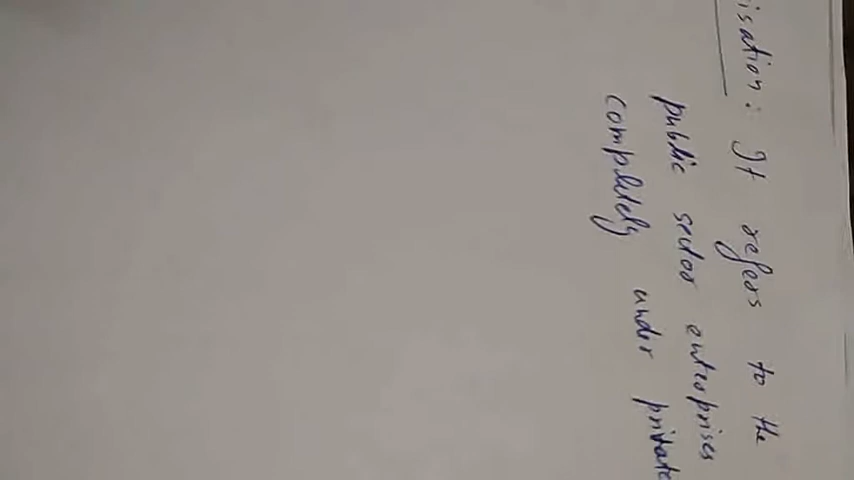 isation: It refers to the
public sector enterprises
completely under private